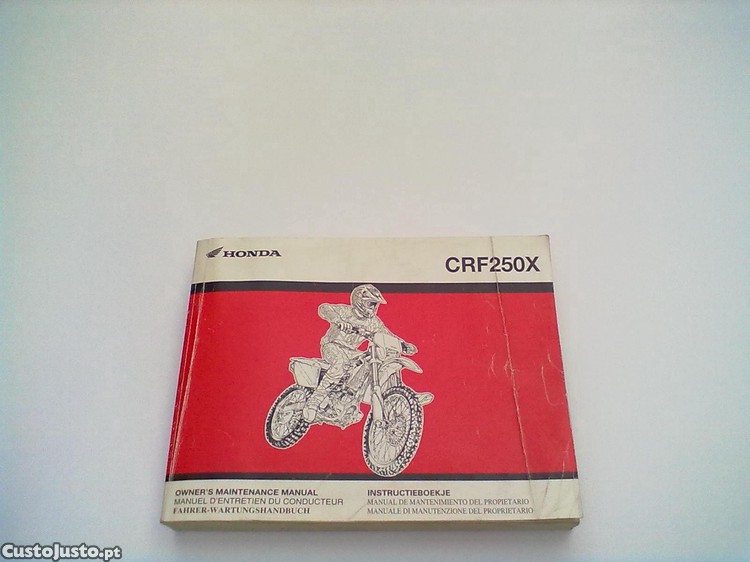 HONDA
CRF250X
OWNER'S MAINTENANCE MANUAL
MANUEL D'ENTRETIEN DU CONDUCTEUR
FAHRER-WARTUNGSHANDBUCH
INSTRUCTIEBOEKJE
MANUAL DE MANTENIMIENTO DEL PROPIETARIO
MANUALE DI MANUTENZIONE DEL PROPRIETARIO
CustoJusto.pt